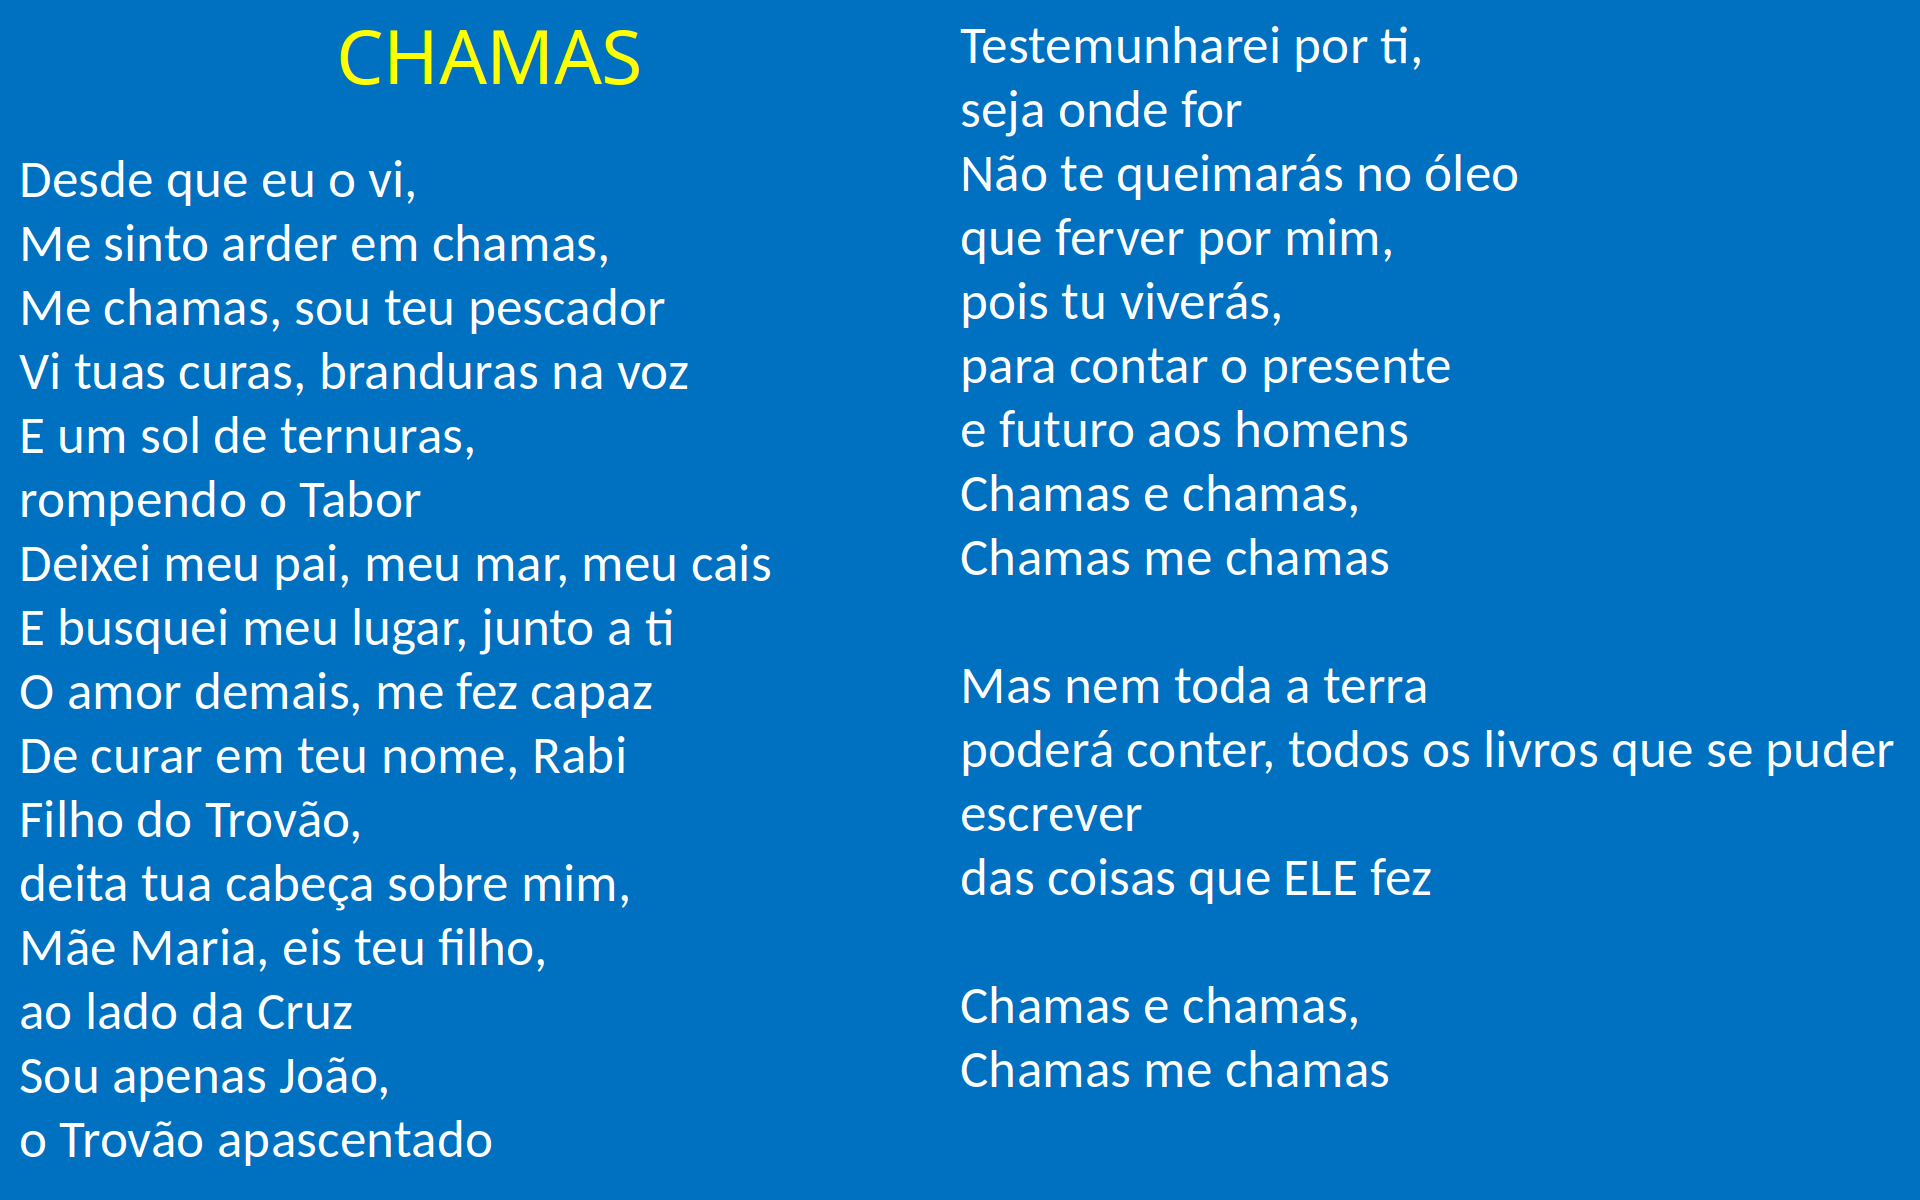 CHAMAS
Desde que eu o vi,
Me sinto arder em chamas,
Me chamas, sou teu pescador
Vi tuas curas, branduras na voz
E um sol de ternuras,
rompendo o Tabor
Deixei meu pai, meu mar, meu cais
E busquei meu lugar, junto a ti
O amor demais, me fez capaz
De curar em teu nome, Rabi
Filho do Trovão,
deita tua cabeça sobre mim,
Mãe Maria, eis teu filho,
ao lado da Cruz
Sou apenas João,
o Trovão apascentado
Testemunharei por ti,
seja onde for
Não te queimarás no óleo
que ferver por mim,
pois tu viverás,
para contar o presente
e futuro aos homens
Chamas e chamas,
Chamas me chamas
Mas nem toda a terra
poderá conter, todos os livros que se puder
escrever
das coisas que ELE fez
Chamas e chamas,
Chamas me chamas